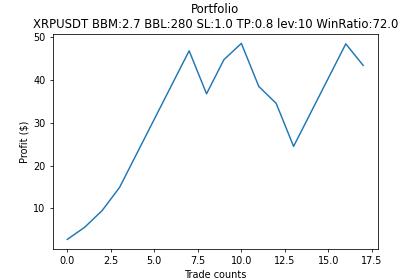 Portfolio
XRPUSDT BBM:2.7 BBL:280 SL:1.0 TP:0.8 lev:10 WinRatio:72.0
50
40
30
20
10
Profit ($)
0.0 2.5 5.0 7.5 10.0 12.5 15.0 17.5
Trade counts